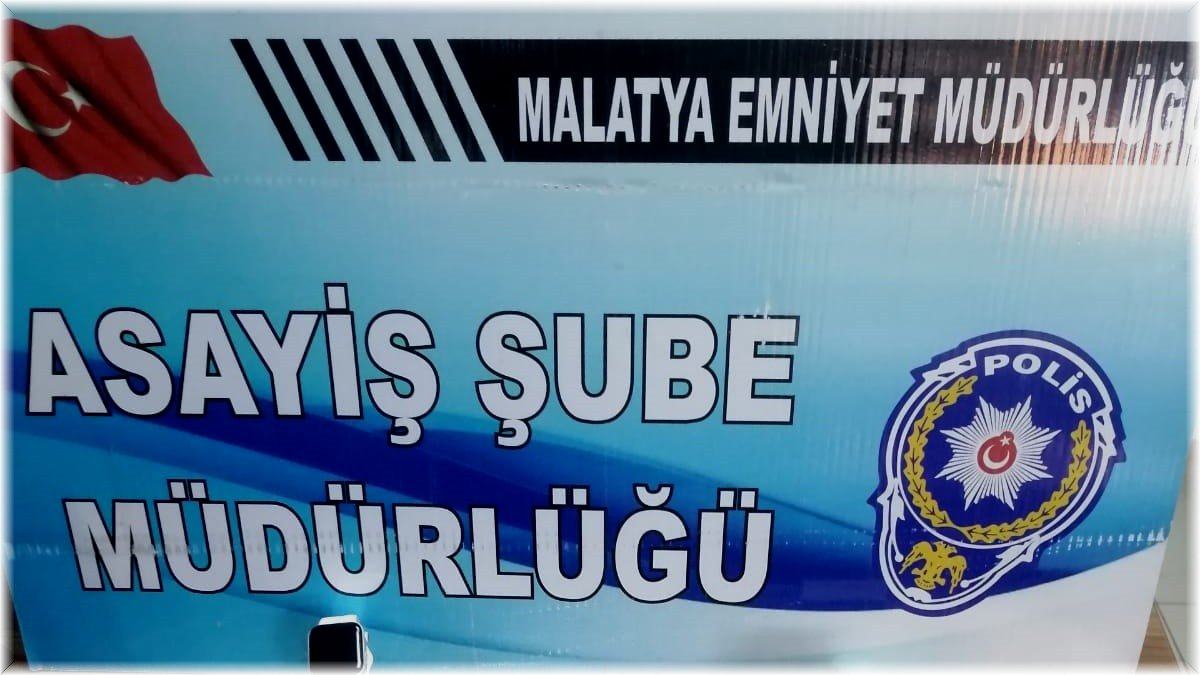 MALATYA EMNİYET MÜDÜRLÜĞ
ASAYİŞ ŞUBE
MÜDÜRLÜĞÜ
POLİS